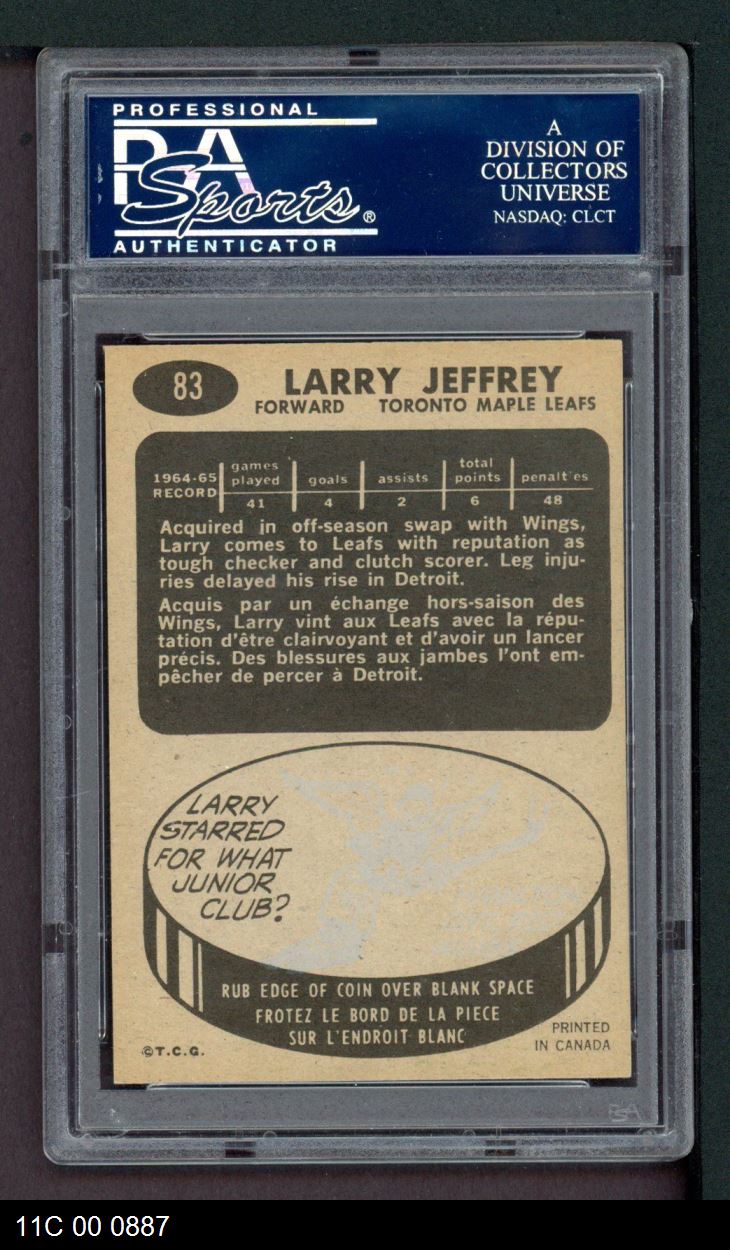 PROFESSIONAL
PSA
Sports®
AUTHENTICATOR
A
DIVISION OF
COLLECTORS
UNIVERSE
NASDAQ: CLCT
83
LARRY JEFFREY
FORWARD TORONTO MAPLE LEAFS
1964-65 RECORD
games played goals assists total points penalties
41 4 2 6 48
Acquired in off-season swap with Wings,
Larry comes to Leafs with reputation as
tough checker and clutch scorer. Leg inju-
ries delayed his rise in Detroit.
Acquis par un échange hors-saison des
Wings, Larry vint aux Leafs avec la répu-
tation d'être clairvoyant et d'avoir un lancer
précis. Des blessures aux jambes l'ont em-
pêcher de percer à Detroit.
LARRY
STARRED
FOR WHAT
JUNIOR
CLUB?
RUB EDGE OF COIN OVER BLANK SPACE
FROTEZ LE BORD DE LA PIECE
SUR L'ENDROIT BLANC
©T.C.G.
PRINTED
IN CANADA
PSA
11C 00 0887